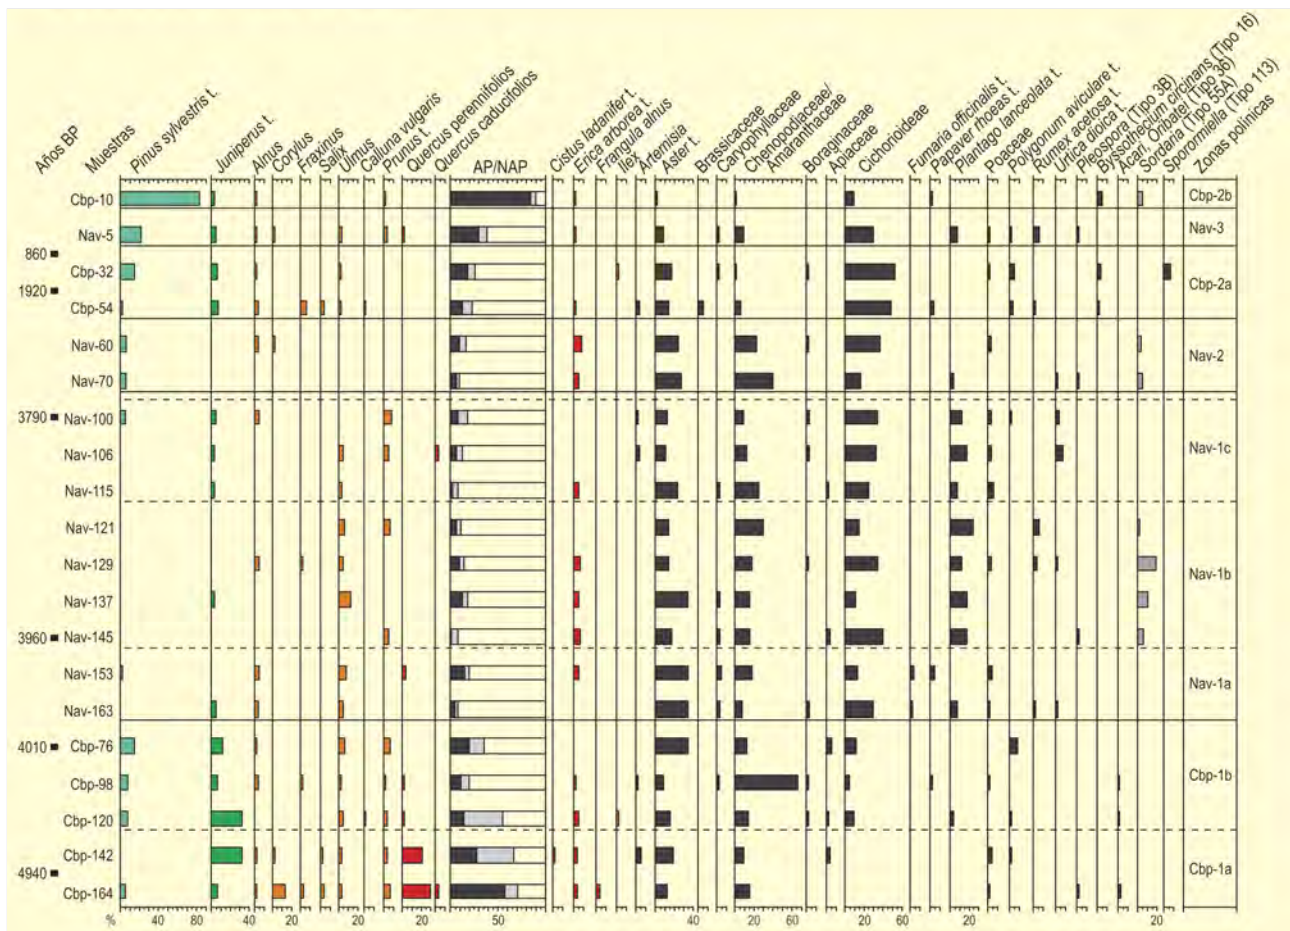 Años BP
Muestras
Pinus sylvestris t.
Juniperus t.
Alnus
Corylus
Fraxinus
Salix
Ulmus
Calluna vulgaris
Prunus t.
Quercus perennifolios
Quercus caducifolios
AP/NAP
Cistus ladanifer t.
Erica arborea t.
Frangula alnus
Ilex
Artemisia
Aster t.
Brassicaceae
Caryophyllaceae
Chenopodiaceae/
Amaranthaceae
Boraginaceae
Apiaceae
Cichorioideae
Fumaria officinalis t.
Papaver rhoeas t.
Plantago lanceolata t.
Poaceae
Polygonum aviculare t.
Rumex acetosa t.
Urtica dioica t.
Pleospora (Tipo 3B)
Byssothecium circinans (Tipo 16)
Acari, Oribatei (Tipo 36)
Sordaria (Tipo 55A)
Sporormiella (Tipo 113)
Zonas polínicas
Cbp-10 Cbp-2b
Nav-5 Nav-3
860
Cbp-32
Cbp-2a
1920
Cbp-54
Nav-60
Nav-2
Nav-70
3790 Nav-100
Nav-106 Nav-1c
Nav-115
Nav-121
Nav-129
Nav-1b
Nav-137
3960 Nav-145
Nav-153
Nav-1a
Nav-163
4010 Cbp-76
Cbp-98 Cbp-1b
Cbp-120
Cbp-142
Cbp-1a
4940
Cbp-164
% 40 80 20 20 20 50 40 20 60 20 60 20 20